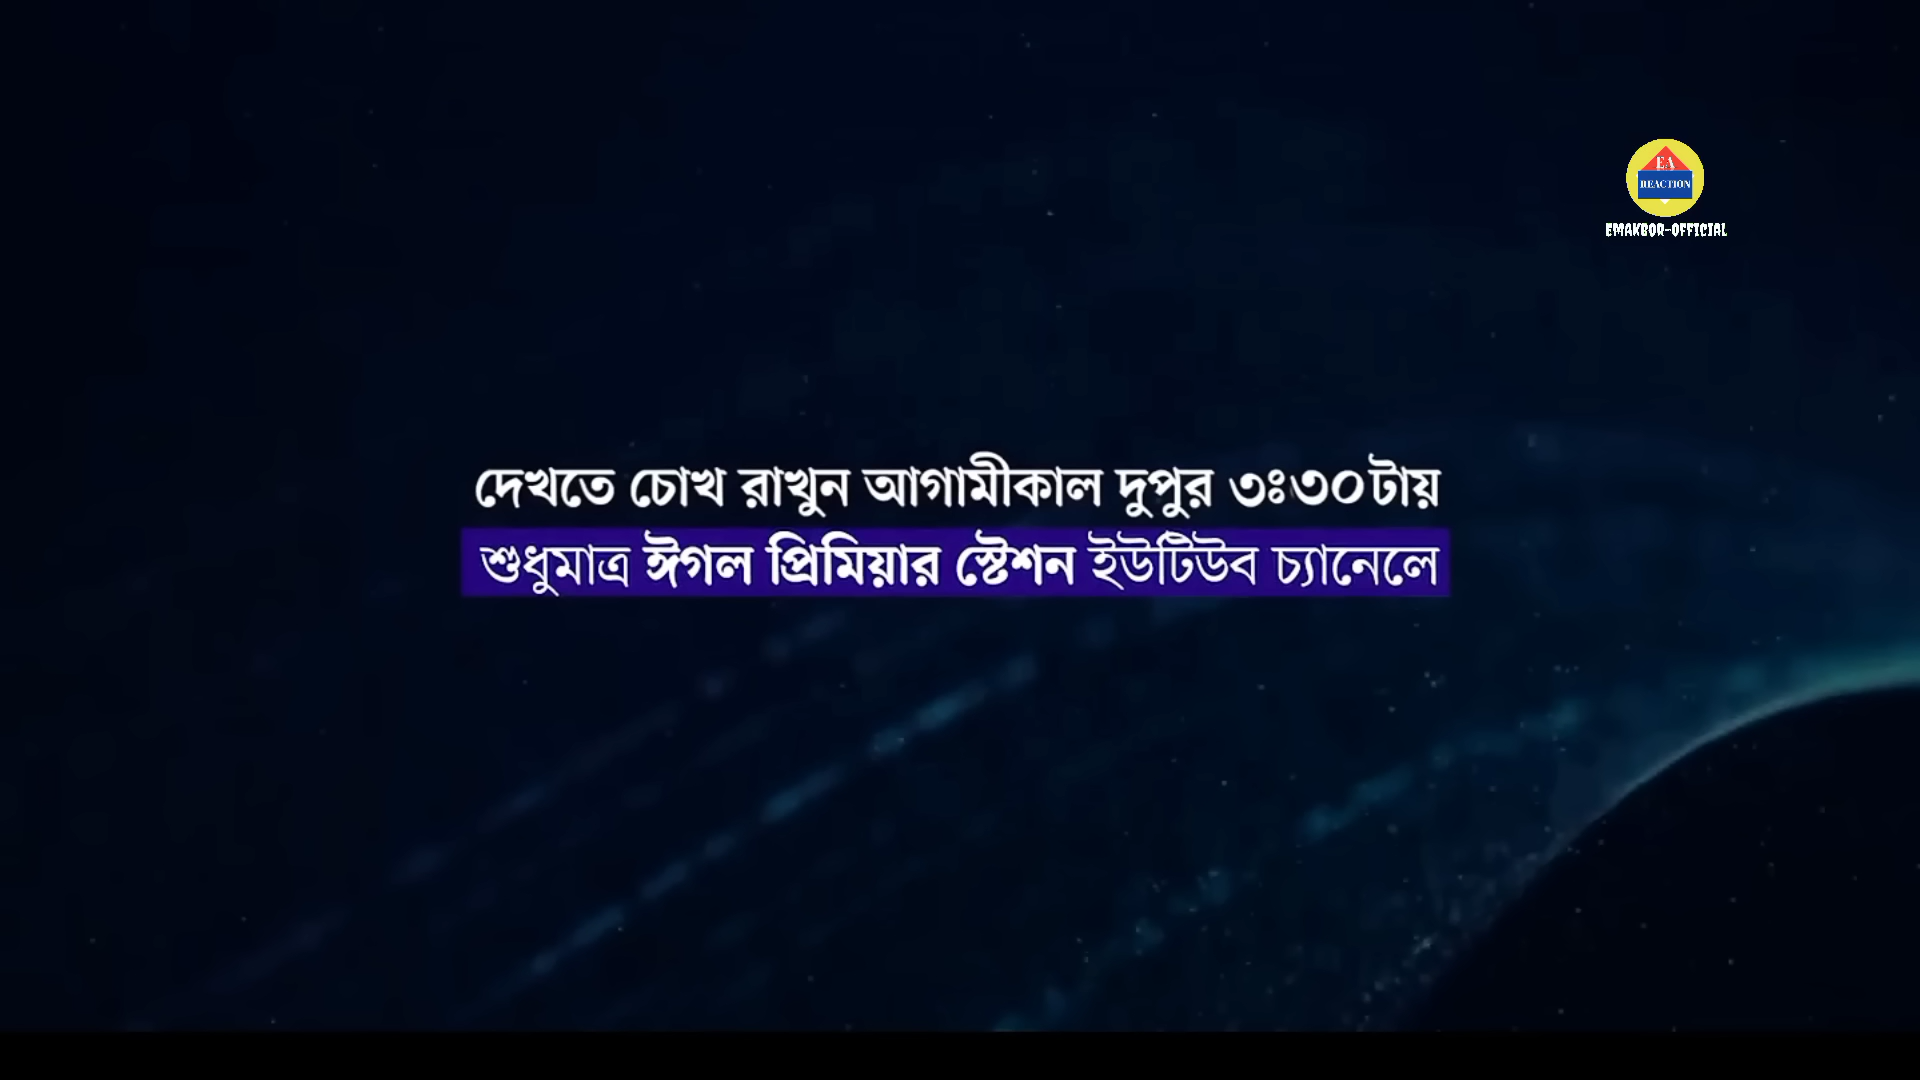 EA
REACTION
EMAKBOR-OFFICIAL
দেখতে চোখ রাখুন আগামীকাল দুপুর ৩ঃ৩০টায়
শুধুমাত্র ঈগল প্রিমিয়ার স্টেশন ইউটিউব চ্যানেলে